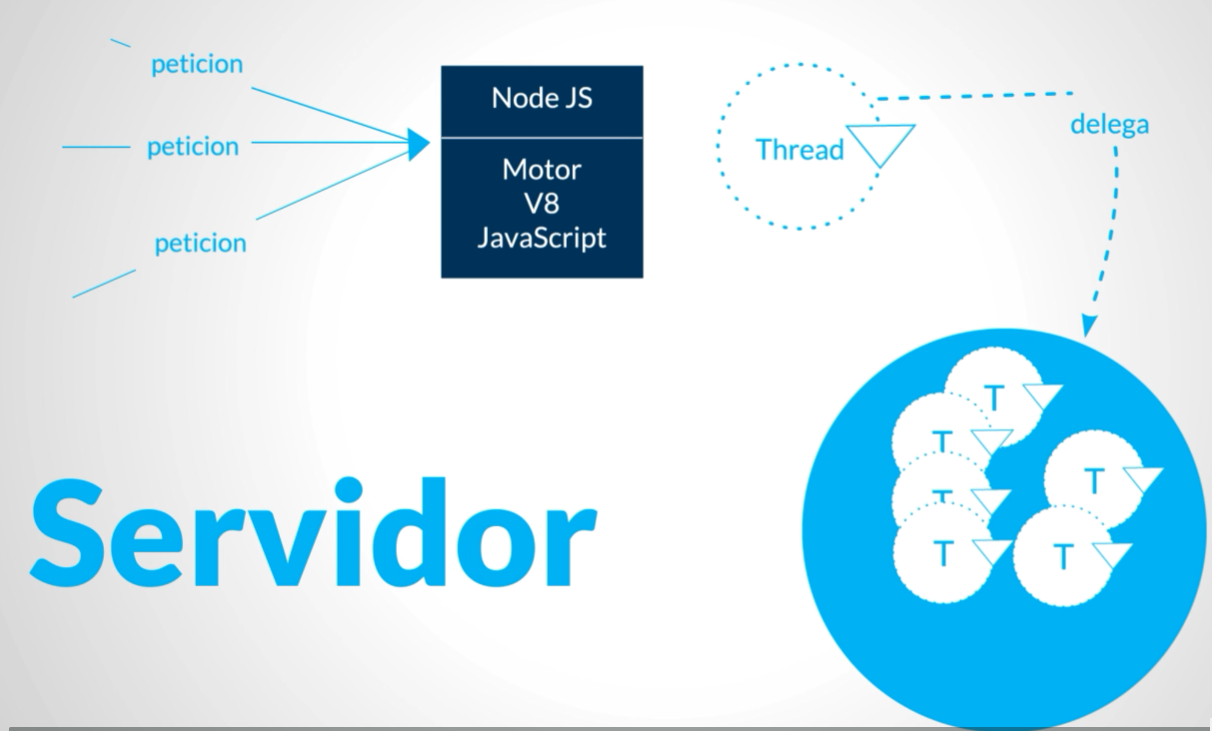 peticion
peticion
peticion
Node JS
Motor
V8
JavaScript
Thread
delega
T
T
T
T
T
T
Servidor